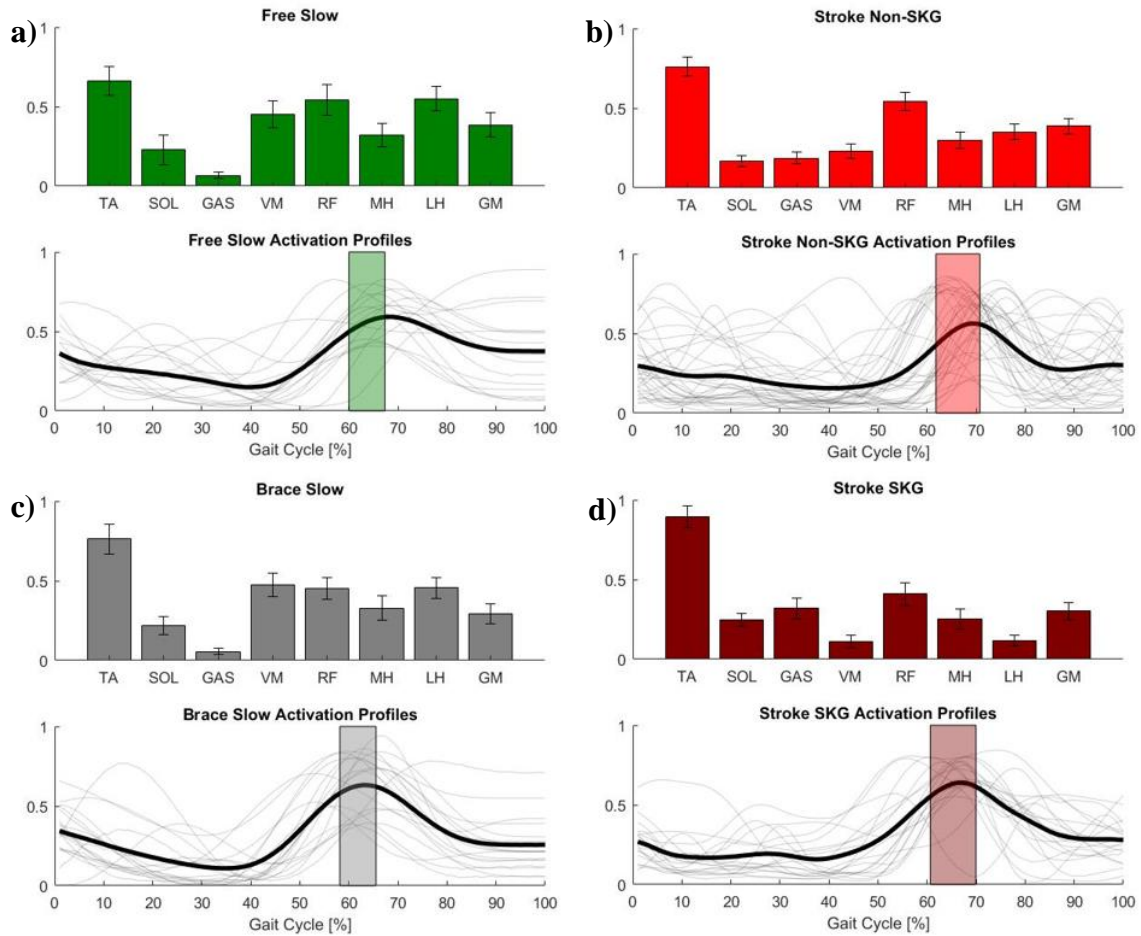 a)
Free Slow
1
0.5
0
TA SOL GAS VM RF MH LH GM
Free Slow Activation Profiles
1
0.5
0
0 10 20 30 40 50 60 70 80 90 100
Gait Cycle [%]
b)
Stroke Non-SKG
1
0.5
0
TA SOL GAS VM RF MH LH GM
Stroke Non-SKG Activation Profiles
1
0.5
0
0 10 20 30 40 50 60 70 80 90 100
Gait Cycle [%]
c)
Brace Slow
1
0.5
0
TA SOL GAS VM RF MH LH GM
Brace Slow Activation Profiles
1
0.5
0
0 10 20 30 40 50 60 70 80 90 100
Gait Cycle [%]
d)
Stroke SKG
1
0.5
0
TA SOL GAS VM RF MH LH GM
Stroke SKG Activation Profiles
1
0.5
0
0 10 20 30 40 50 60 70 80 90 100
Gait Cycle [%]